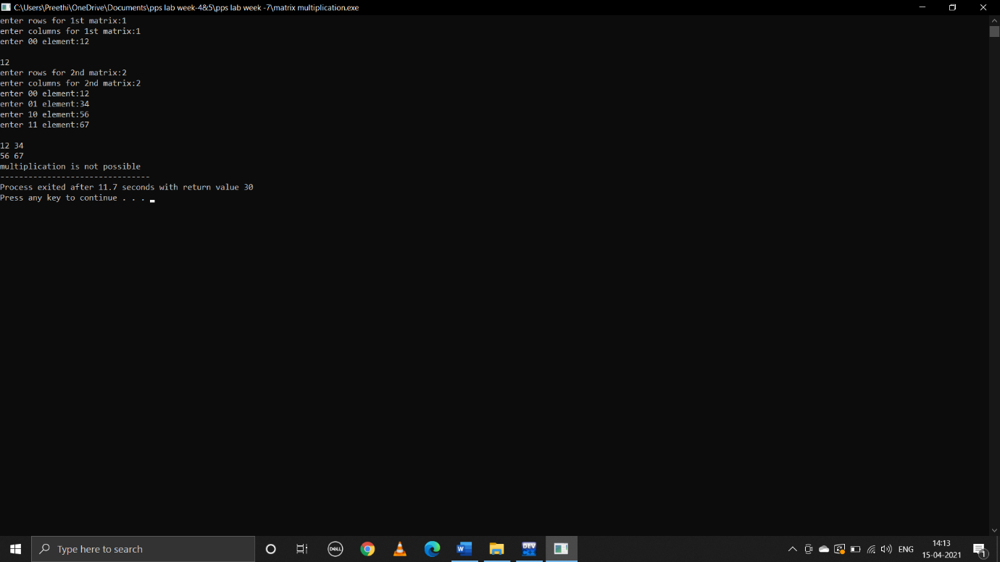 C:\Users\Preethi\OneDrive\Documents\pps lab week-4&5\pps lab week -7\matrix multiplication.exe
enter rows for 1st matrix:1
enter columns for 1st matrix:1
enter 00 element:12
12
enter rows for 2nd matrix:2
enter columns for 2nd matrix:2
enter 00 element:12
enter 01 element:34
enter 10 element:56
enter 11 element:67
12 34
56 67
multiplication is not possible
--------------------------------
Process exited after 11.7 seconds with return value 30
Press any key to continue . . .
Type here to search
DELL
W
DEV
C++
ENG
14:13
15-04-2021
1